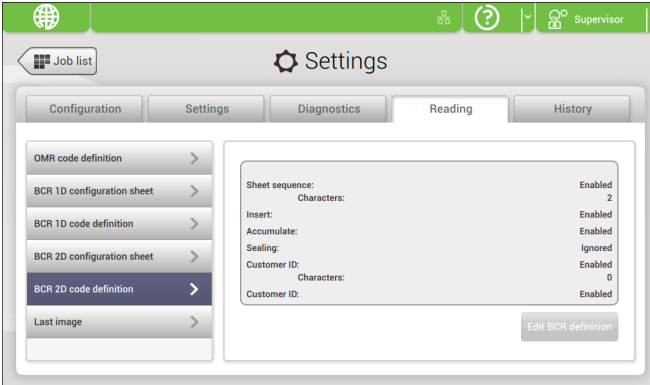 Supervisor
Job list
Settings
Configuration
Settings
Diagnostics
Reading
History
OMR code definition
BCR 1D configuration sheet
BCR 1D code definition
BCR 2D configuration sheet
BCR 2D code definition
Last image
Sheet sequence: Enabled
Characters: 2
Insert: Enabled
Accumulate: Enabled
Sealing: Ignored
Customer ID: Enabled
Characters: 0
Customer ID: Enabled
Edit BCR definition